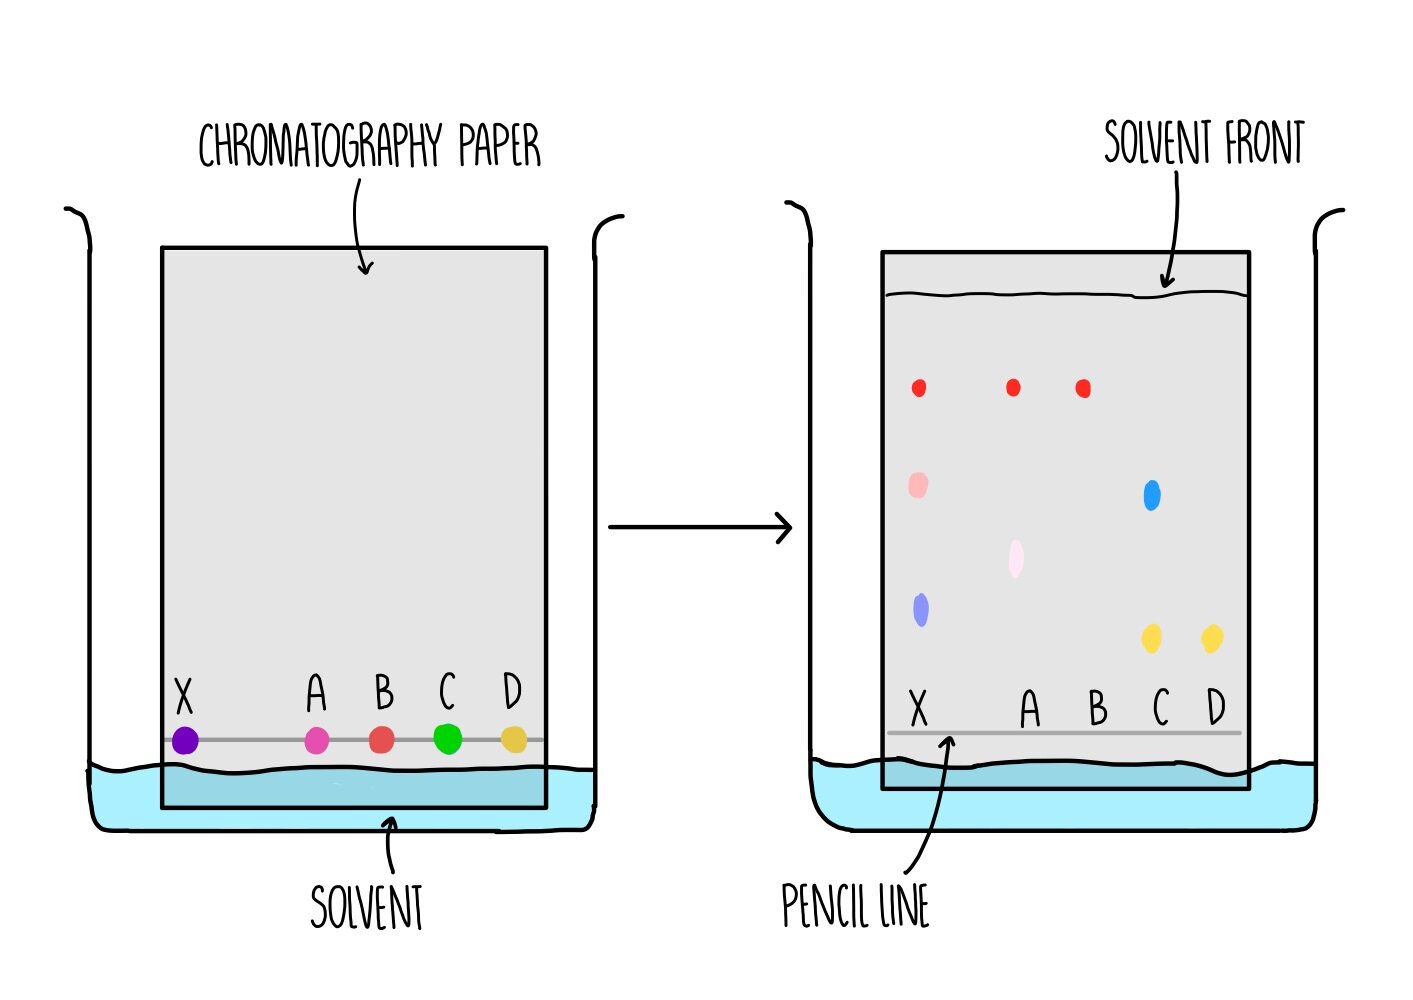 CHROMATOGRAPHY PAPER
SOLVENT FRONT
X A B C D
X A B C D
SOLVENT
PENCIL LINE